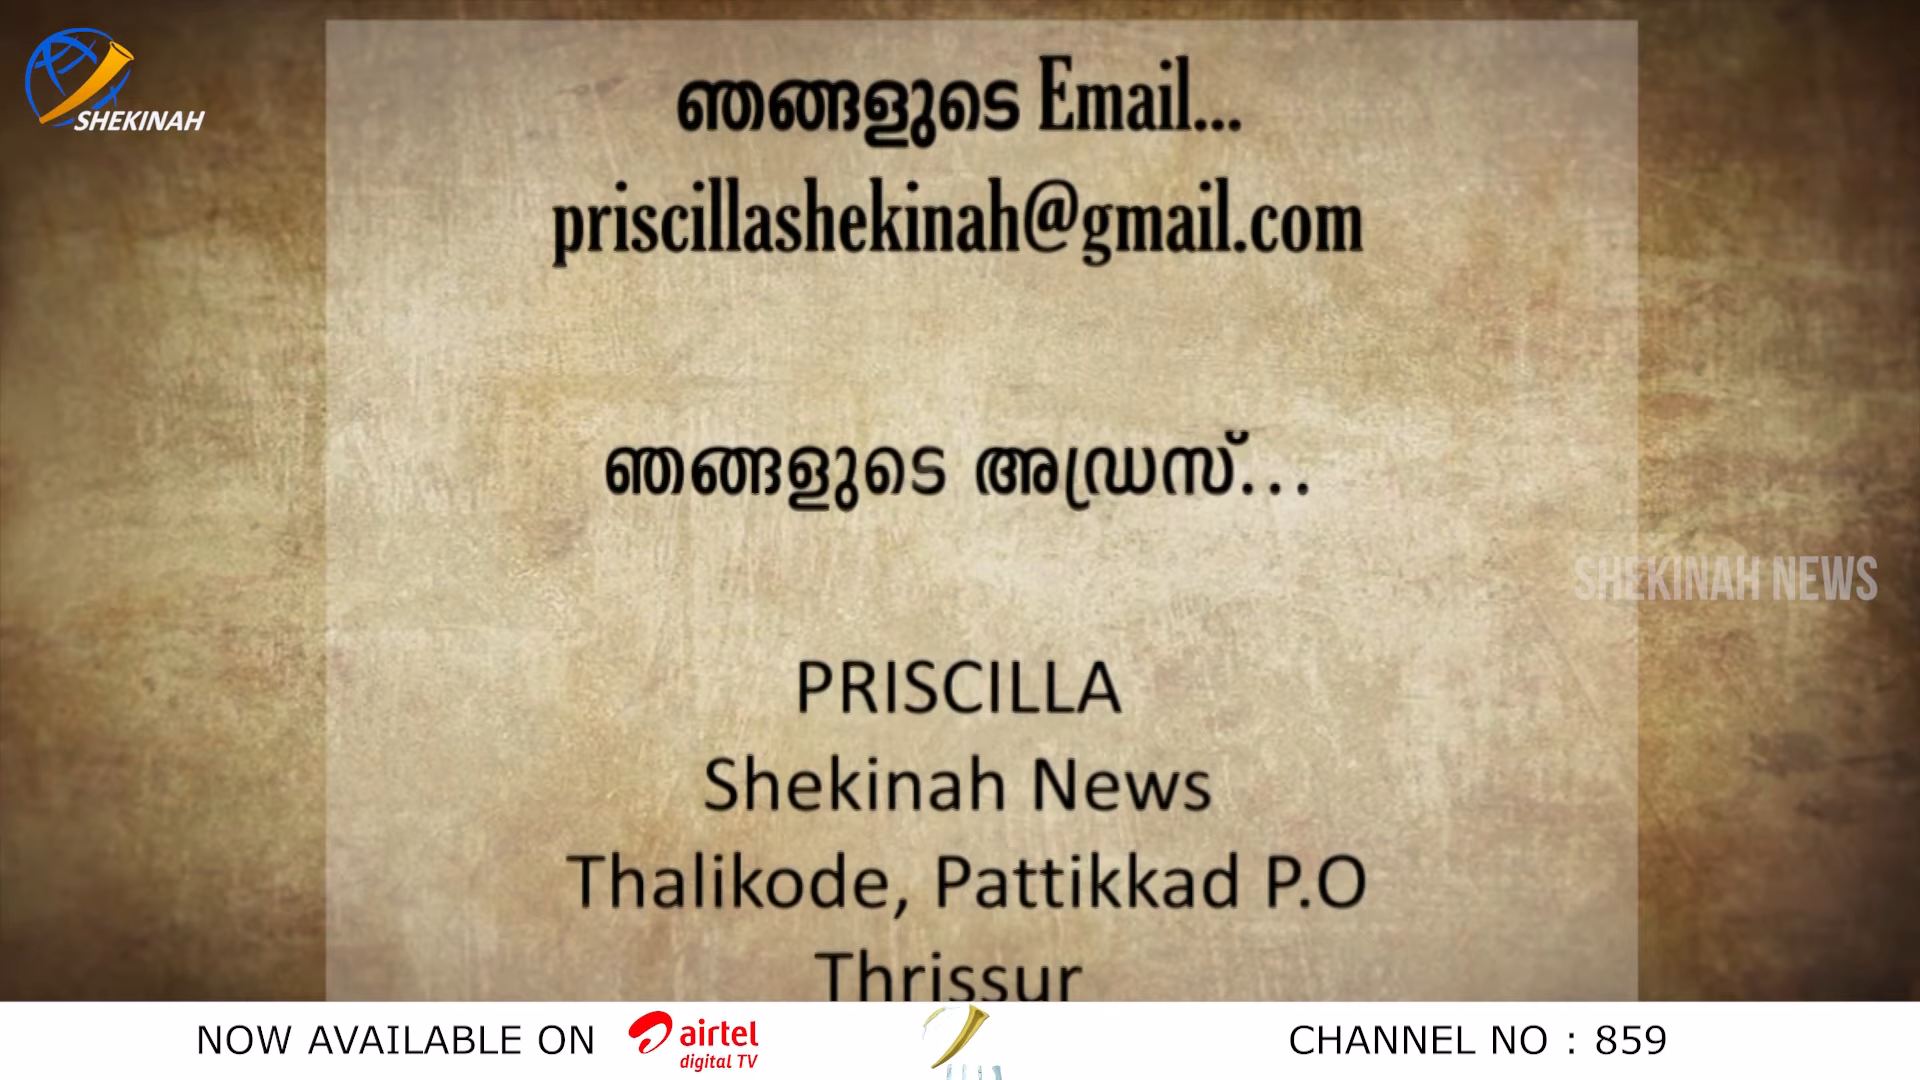 SHEKINAH
ഞങ്ങളുടെ Email...
priscillashekinah@gmail.com
ഞങ്ങളുടെ അഡ്രസ്...
SHEKINAH NEWS
PRISCILLA
Shekinah News
Thalikode, Pattikkad P.O
Thrissur
NOW AVAILABLE ON airtel digital TV CHANNEL NO : 859